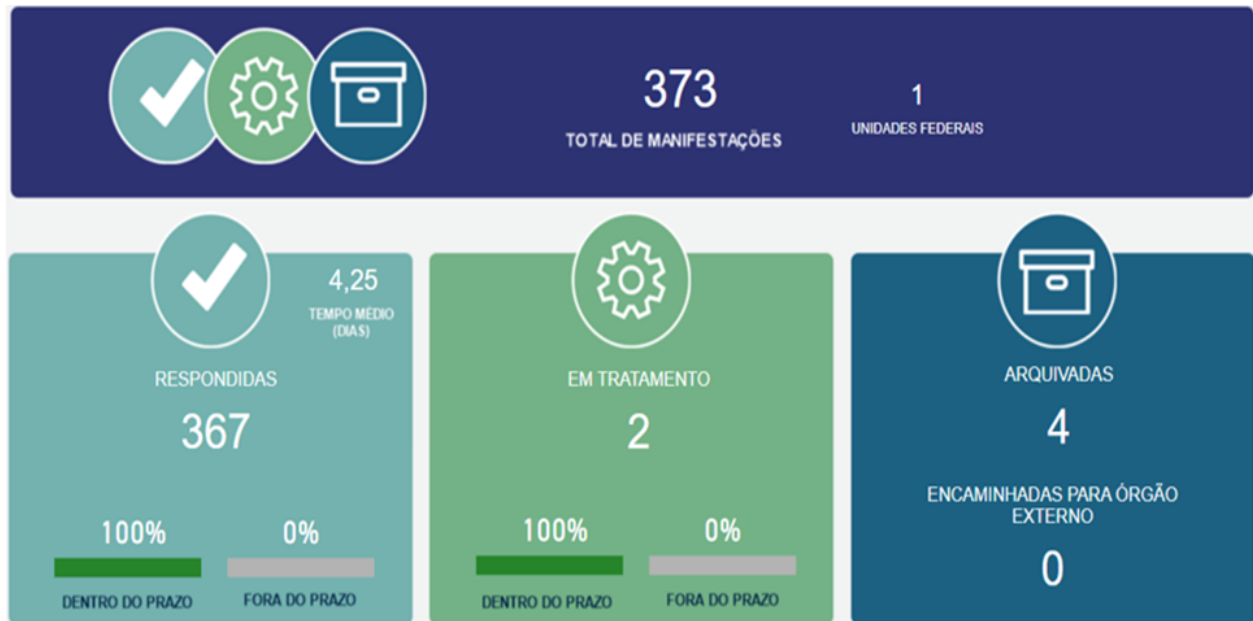 373
TOTAL DE MANIFESTAÇÕES
1
UNIDADES FEDERAIS
4,25
TEMPO MÉDIO
(DIAS)
RESPONDIDAS
367
100%
0%
DENTRO DO PRAZO
FORA DO PRAZO
EM TRATAMENTO
2
100%
0%
DENTRO DO PRAZO
FORA DO PRAZO
ARQUIVADAS
4
ENCAMINHADAS PARA ÓRGÃO
EXTERNO
0